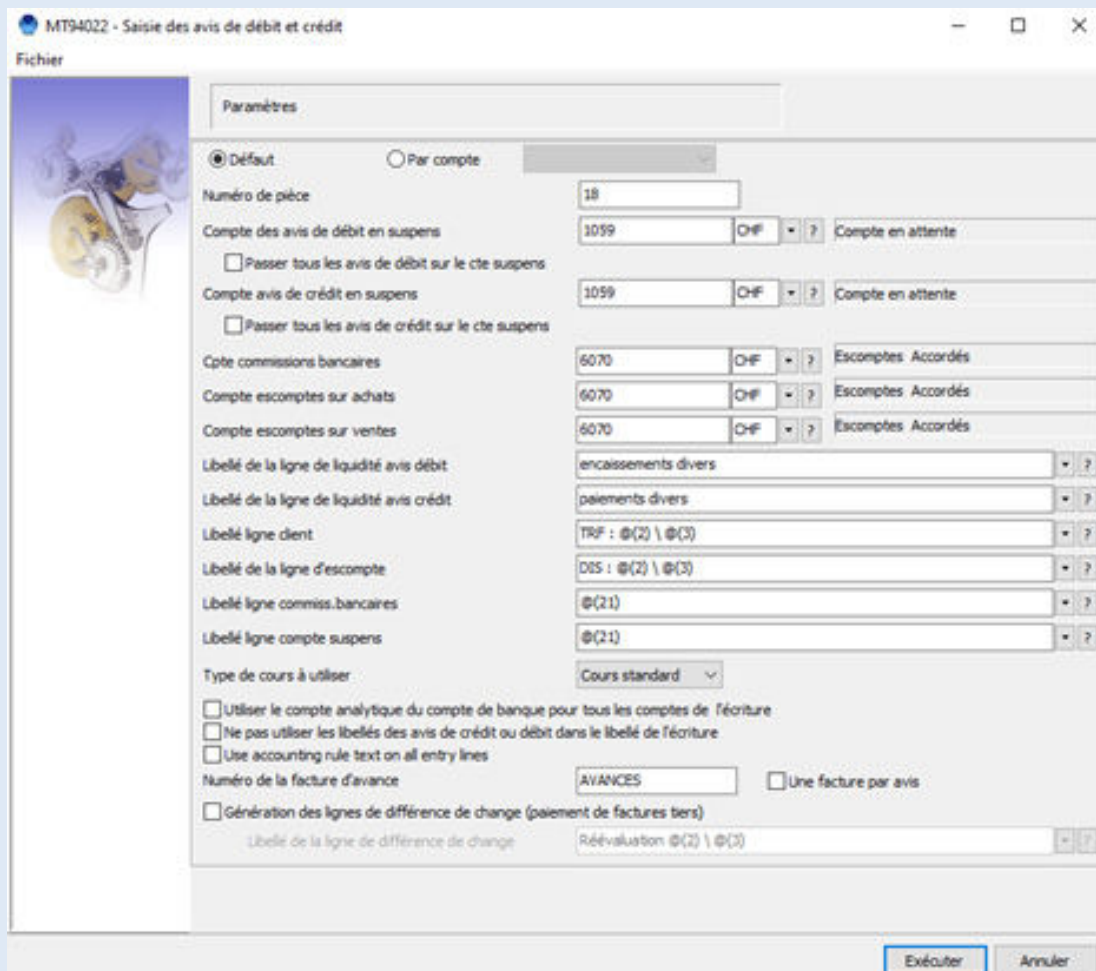 MT94022 - Saisie des avis de débit et crédit
Fichier
Paramètres
Défaut Par compte
Numéro de pièce 18
Compte des avis de débit en suspens 1059 CHF ? Compte en attente
Passer tous les avis de débit sur le cte suspens
Compte avis de crédit en suspens 1059 CHF ? Compte en attente
Passer tous les avis de crédit sur le cte suspens
Cpte commissions bancaires 6070 CHF ? Escomptes Accordés
Compte escomptes sur achats 6070 CHF ? Escomptes Accordés
Compte escomptes sur ventes 6070 CHF ? Escomptes Accordés
Libellé de la ligne de liquidité avis débit encaissements divers ?
Libellé de la ligne de liquidité avis crédit paiements divers ?
Libellé ligne client TRF : @(2) \ @(3) ?
Libellé de la ligne d'escompte DIS : @(2) \ @(3) ?
Libellé ligne commiss.bancaires @(21) ?
Libellé ligne compte suspens @(21) ?
Type de cours à utiliser Cours standard
Utiliser le compte analytique du compte de banque pour tous les comptes de l'écriture
Ne pas utiliser les libellés des avis de crédit ou débit dans le libellé de l'écriture
Use accounting rule text on all entry lines
Numéro de la facture d'avance AVANCES Une facture par avis
Génération des lignes de différence de change (paiement de factures tiers)
Libellé de la ligne de différence de change Réévaluation @(2) \ @(3) ?
Exécuter Annuler